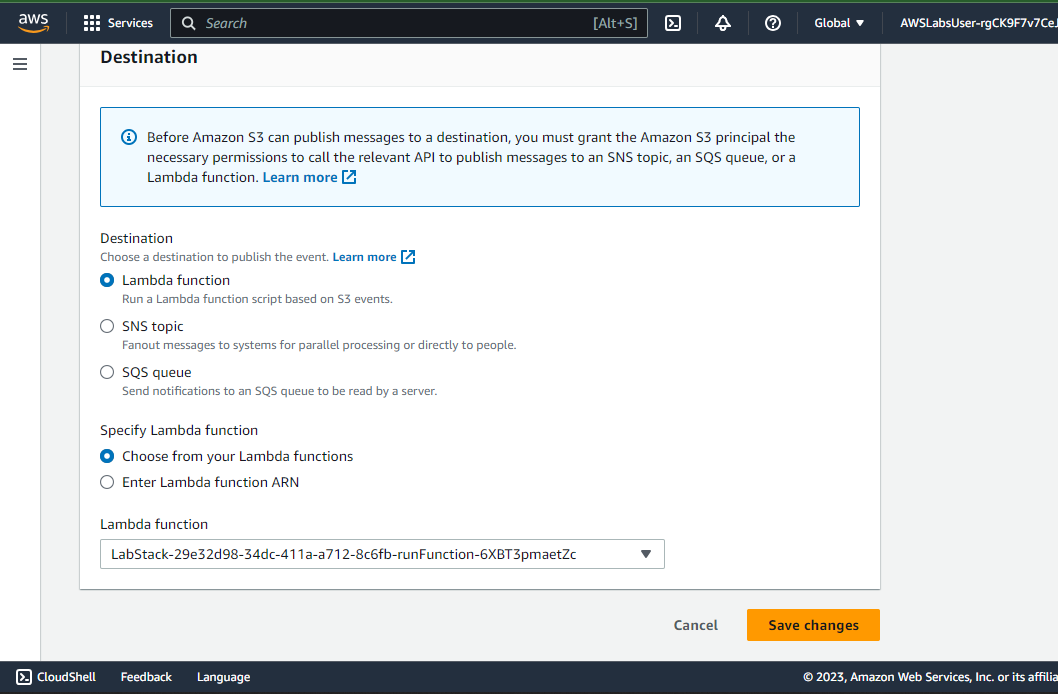 aws
Services
Search
[Alt+S]
Global
AWSLabsUser-rgCK9F7v7CeJ
Destination
Before Amazon S3 can publish messages to a destination, you must grant the Amazon S3 principal the
necessary permissions to call the relevant API to publish messages to an SNS topic, an SQS queue, or a
Lambda function. Learn more
Destination
Choose a destination to publish the event. Learn more
Lambda function
Run a Lambda function script based on S3 events.
SNS topic
Fanout messages to systems for parallel processing or directly to people.
SQS queue
Send notifications to an SQS queue to be read by a server.
Specify Lambda function
Choose from your Lambda functions
Enter Lambda function ARN
Lambda function
LabStack-29e32d98-34dc-411a-a712-8c6fb-runFunction-6XBT3pmaetZc
Cancel
Save changes
CloudShell
Feedback
Language
© 2023, Amazon Web Services, Inc. or its affilia